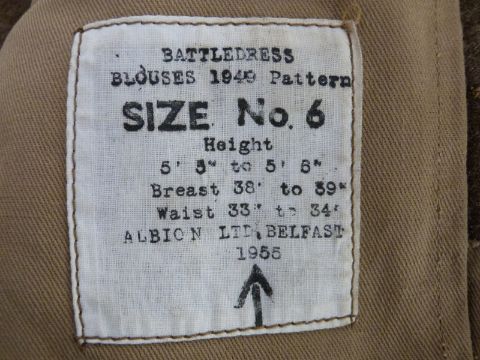 BATTLEDRESS
BLOUSES 1949 Pattern
SIZE No. 6
Height
5' 5" to 5' 6"
Breast 38" to 39"
Waist 33" to 34"
ALBION LTD, BELFAST
1955